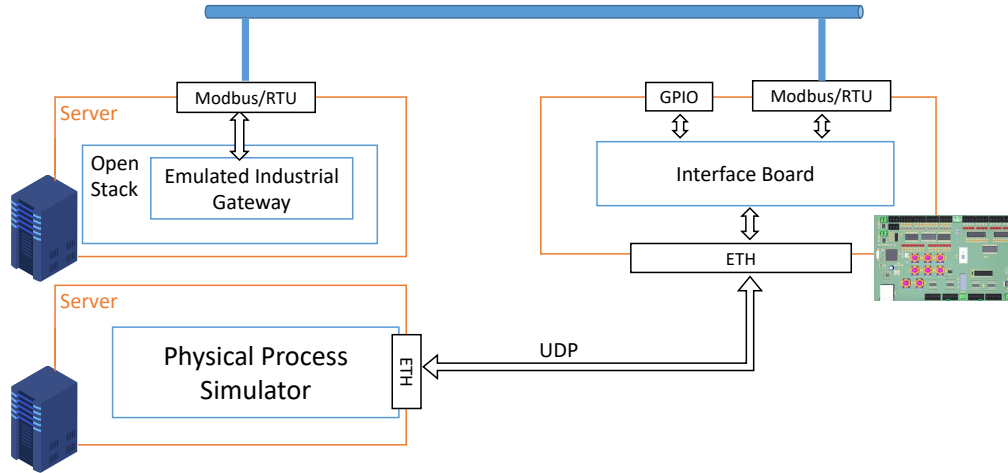 Modbus/RTU
Server
Open
Stack
Emulated Industrial
Gateway
GPIO
Modbus/RTU
Interface Board
ETH
Server
Physical Process
Simulator
ETH
UDP